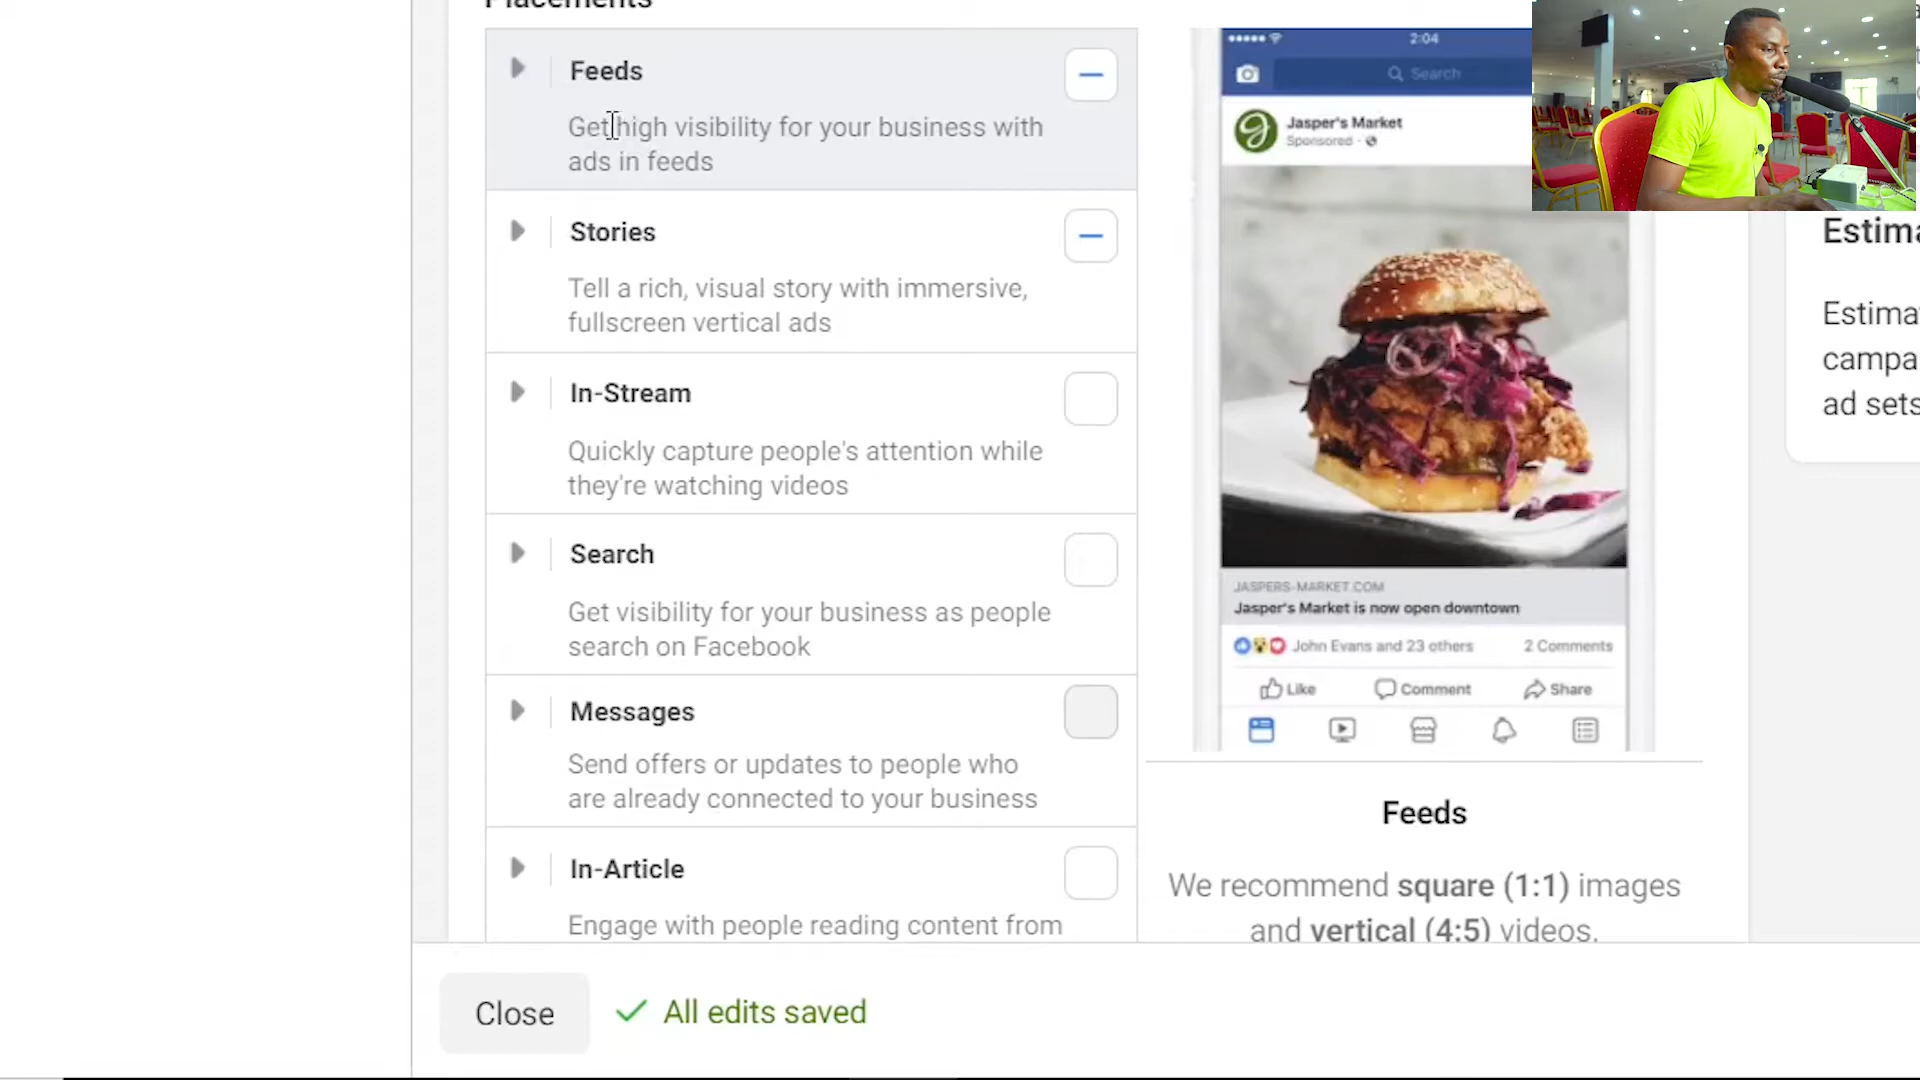 Placements
Feeds
Get high visibility for your business with
ads in feeds
Stories
Tell a rich, visual story with immersive,
fullscreen vertical ads
In-Stream
Quickly capture people's attention while
they're watching videos
Search
Get visibility for your business as people
search on Facebook
Messages
Send offers or updates to people who
are already connected to your business
In-Article
Engage with people reading content from
Close
All edits saved
2:04
Search
Jasper's Market
Sponsored
JASPERS-MARKET.COM
Jasper's Market is now open downtown
John Evans and 23 others
2 Comments
Like
Comment
Share
Feeds
We recommend square (1:1) images
and vertical (4:5) videos.
Estima
Estima
campa
ad sets